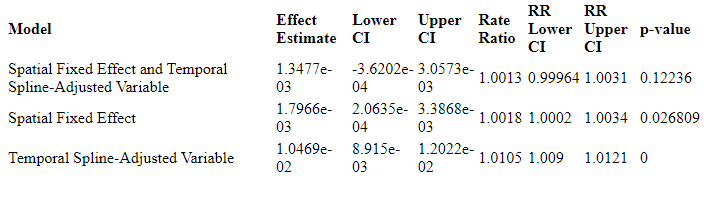 Model Effect Estimate Lower CI Upper CI Rate Ratio RR Lower CI RR Upper CI p-value
Spatial Fixed Effect and Temporal Spline-Adjusted Variable 1.3477e-03 -3.6202e-04 3.0573e-03 1.0013 0.99964 1.0031 0.12236
Spatial Fixed Effect 1.7966e-03 2.0635e-04 3.3868e-03 1.0018 1.0002 1.0034 0.026809
Temporal Spline-Adjusted Variable 1.0469e-02 8.915e-03 1.2022e-02 1.0105 1.009 1.0121 0